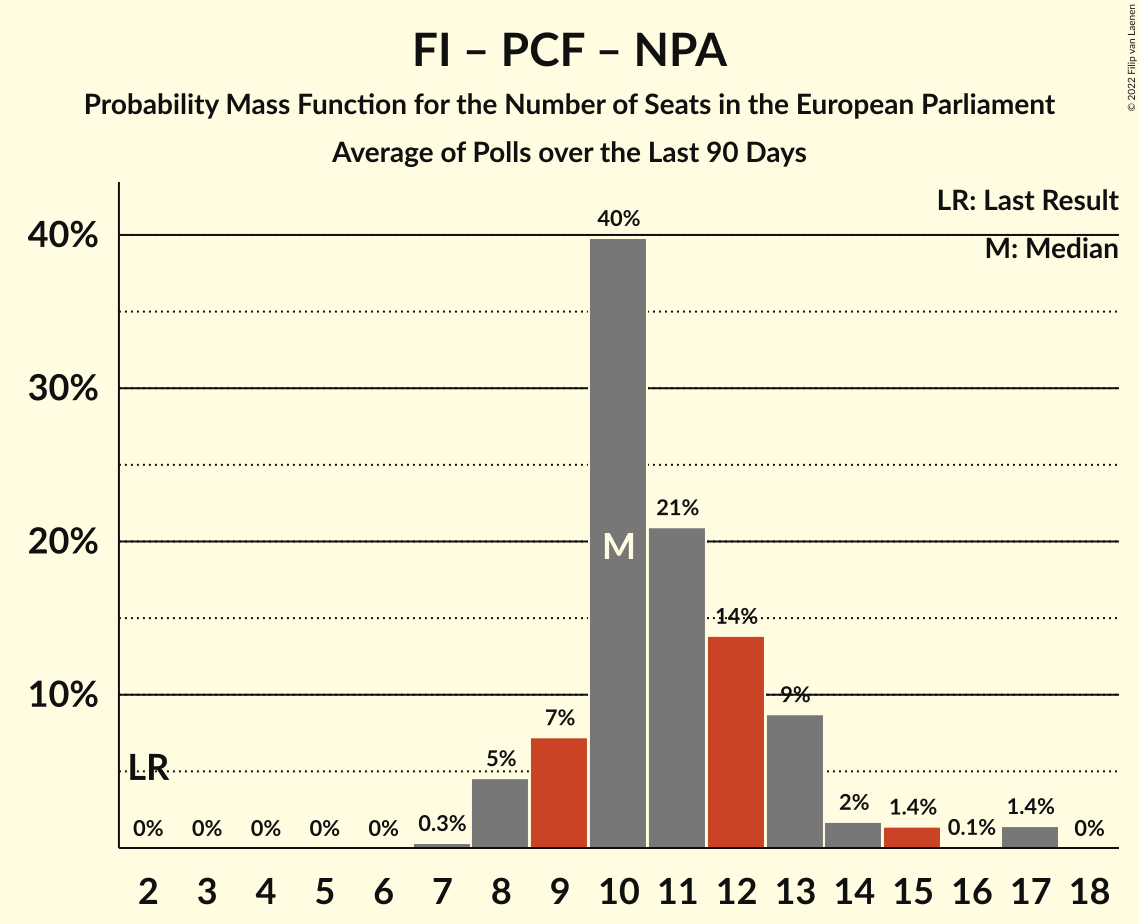 FI – PCF – NPA
Probability Mass Function for the Number of Seats in the European Parliament
Average of Polls over the Last 90 Days
© 2022 Filip van Laenen
LR: Last Result
M: Median
40%
30%
20%
10%
LR
M
0%
0%
0%
0%
0%
0.3%
5%
7%
40%
21%
14%
9%
2%
1.4%
0.1%
1.4%
0%
2 3 4 5 6 7 8 9 10 11 12 13 14 15 16 17 18